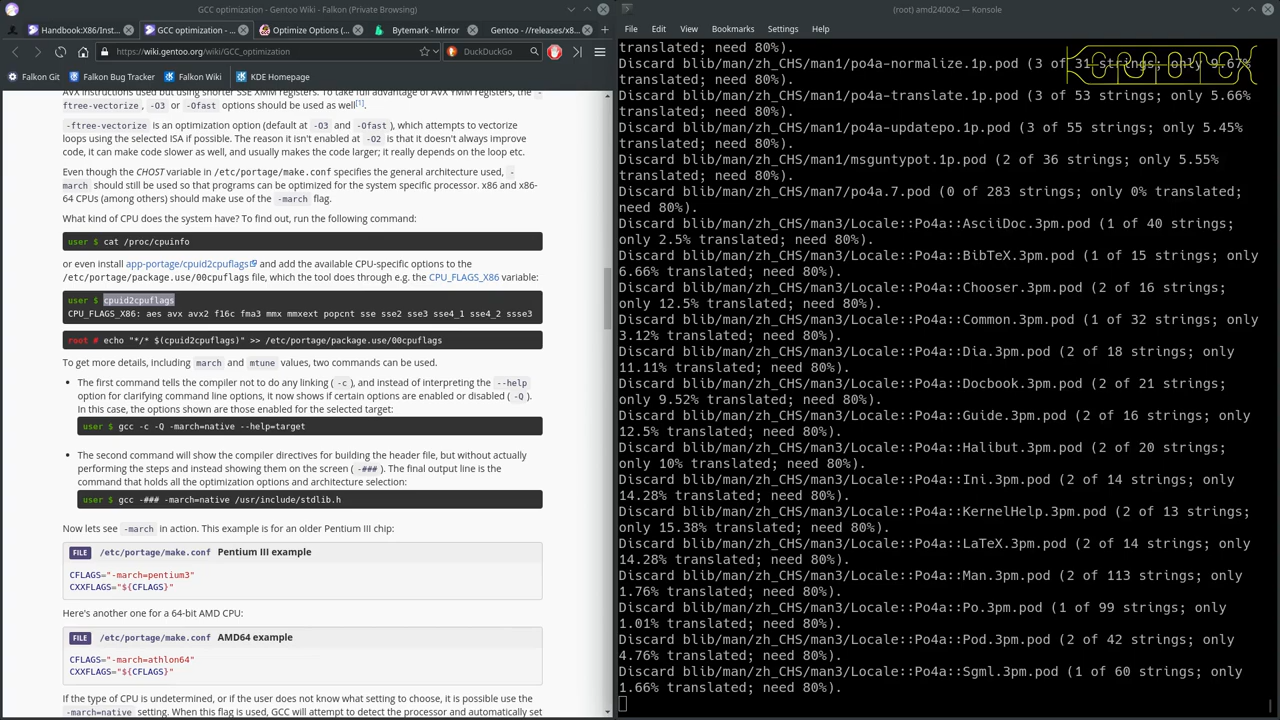 GCC optimization - Gentoo Wiki - Falkon (Private Browsing)
Handbook:X86/Inst...
GCC optimization - ...
Optimize Options (...
Bytemark - Mirror
Gentoo - //releases/x8...
https://wiki.gentoo.org/wiki/GCC_optimization
DuckDuckGo
Falkon Git
Falkon Bug Tracker
Falkon Wiki
KDE Homepage
AVX instructions used but using shorter SSE XMM registers. To take full advantage of AVX YMM registers, the -
ftree-vectorize , -O3 or -Ofast options should be used as well[1].
-ftree-vectorize is an optimization option (default at -O3 and -Ofast), which attempts to vectorize
loops using the selected ISA if possible. The reason it isn't enabled at -O2 is that it doesn't always improve
code, it can make code slower as well, and usually makes the code larger; it really depends on the loop etc.
Even though the CHOST variable in /etc/portage/make.conf specifies the general architecture used, -
march should still be used so that programs can be optimized for the system specific processor. x86 and x86-
64 CPUs (among others) should make use of the -march flag.
What kind of CPU does the system have? To find out, run the following command:
user $ cat /proc/cpuinfo
or even install app-portage/cpuid2cpuflags and add the available CPU-specific options to the
/etc/portage/package.use/00cpuflags file, which the tool does through e.g. the CPU_FLAGS_X86 variable:
user $ cpuid2cpuflags
CPU_FLAGS_X86: aes avx avx2 f16c fma3 mmx mmxext popcnt sse sse2 sse3 sse4_1 sse4_2 ssse3
root # echo "*/* $(cpuid2cpuflags)" >> /etc/portage/package.use/00cpuflags
To get more details, including march and mtune values, two commands can be used.
The first command tells the compiler not to do any linking ( -c ), and instead of interpreting the --help
option for clarifying command line options, it now shows if certain options are enabled or disabled ( -Q ).
In this case, the options shown are those enabled for the selected target:
user $ gcc -c -Q -march=native --help=target
The second command will show the compiler directives for building the header file, but without actually
performing the steps and instead showing them on the screen ( -### ). The final output line is the
command that holds all the optimization options and architecture selection:
user $ gcc -### -march=native /usr/include/stdlib.h
Now lets see -march in action. This example is for an older Pentium III chip:
FILE /etc/portage/make.conf Pentium III example
CFLAGS="-march=pentium3"
CXXFLAGS="${CFLAGS}"
Here's another one for a 64-bit AMD CPU:
FILE /etc/portage/make.conf AMD64 example
CFLAGS="-march=athlon64"
CXXFLAGS="${CFLAGS}"
If the type of CPU is undetermined, or if the user does not know what setting to choose, it is possible use the
-march=native setting. When this flag is used, GCC will attempt to detect the processor and automatically set
(root) amd2400x2 — Konsole
File Edit View Bookmarks Settings Help
translated; need 80%).
Discard blib/man/zh_CHS/man1/po4a-normalize.1p.pod (3 of 31 strings; only 9.67%
translated; need 80%).
Discard blib/man/zh_CHS/man1/po4a-translate.1p.pod (3 of 53 strings; only 5.66%
translated; need 80%).
Discard blib/man/zh_CHS/man1/po4a-updatepo.1p.pod (3 of 55 strings; only 5.45%
translated; need 80%).
Discard blib/man/zh_CHS/man1/msguntypot.1p.pod (2 of 36 strings; only 5.55%
translated; need 80%).
Discard blib/man/zh_CHS/man7/po4a.7.pod (0 of 283 strings; only 0% translated;
need 80%).
Discard blib/man/zh_CHS/man3/Locale::Po4a::AsciiDoc.3pm.pod (1 of 40 strings;
only 2.5% translated; need 80%).
Discard blib/man/zh_CHS/man3/Locale::Po4a::BibTeX.3pm.pod (1 of 15 strings; only
6.66% translated; need 80%).
Discard blib/man/zh_CHS/man3/Locale::Po4a::Chooser.3pm.pod (2 of 16 strings;
only 12.5% translated; need 80%).
Discard blib/man/zh_CHS/man3/Locale::Po4a::Common.3pm.pod (1 of 32 strings; only
3.12% translated; need 80%).
Discard blib/man/zh_CHS/man3/Locale::Po4a::Dia.3pm.pod (2 of 18 strings; only
11.11% translated; need 80%).
Discard blib/man/zh_CHS/man3/Locale::Po4a::Docbook.3pm.pod (2 of 21 strings;
only 9.52% translated; need 80%).
Discard blib/man/zh_CHS/man3/Locale::Po4a::Guide.3pm.pod (2 of 16 strings; only
12.5% translated; need 80%).
Discard blib/man/zh_CHS/man3/Locale::Po4a::Halibut.3pm.pod (2 of 20 strings;
only 10% translated; need 80%).
Discard blib/man/zh_CHS/man3/Locale::Po4a::Ini.3pm.pod (2 of 14 strings; only
14.28% translated; need 80%).
Discard blib/man/zh_CHS/man3/Locale::Po4a::KernelHelp.3pm.pod (2 of 13 strings;
only 15.38% translated; need 80%).
Discard blib/man/zh_CHS/man3/Locale::Po4a::LaTeX.3pm.pod (2 of 14 strings; only
14.28% translated; need 80%).
Discard blib/man/zh_CHS/man3/Locale::Po4a::Man.3pm.pod (2 of 113 strings; only
1.76% translated; need 80%).
Discard blib/man/zh_CHS/man3/Locale::Po4a::Po.3pm.pod (1 of 99 strings; only
1.01% translated; need 80%).
Discard blib/man/zh_CHS/man3/Locale::Po4a::Pod.3pm.pod (2 of 42 strings; only
4.76% translated; need 80%).
Discard blib/man/zh_CHS/man3/Locale::Po4a::Sgml.3pm.pod (1 of 60 strings; only
1.66% translated; need 80%).